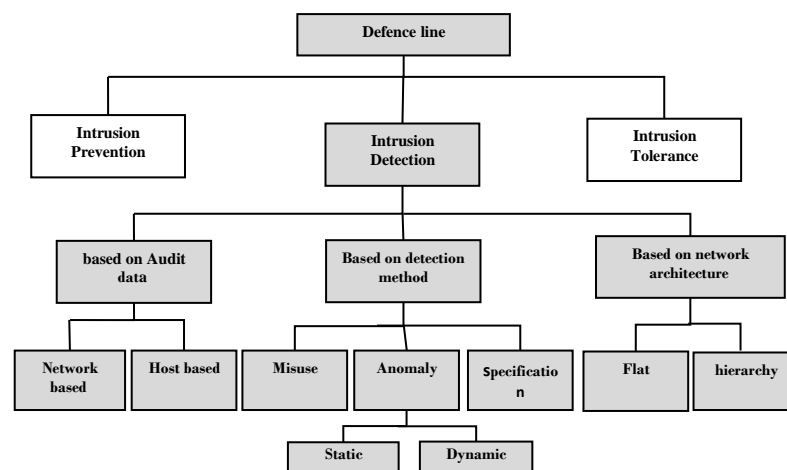 Defence line
Intrusion
Prevention
Intrusion
Detection
Intrusion
Tolerance
based on Audit
data
Based on detection
method
Based on network
architecture
Network
based
Host based
Misuse
Anomaly
Specificatio
n
Flat
hierarchy
Static
Dynamic